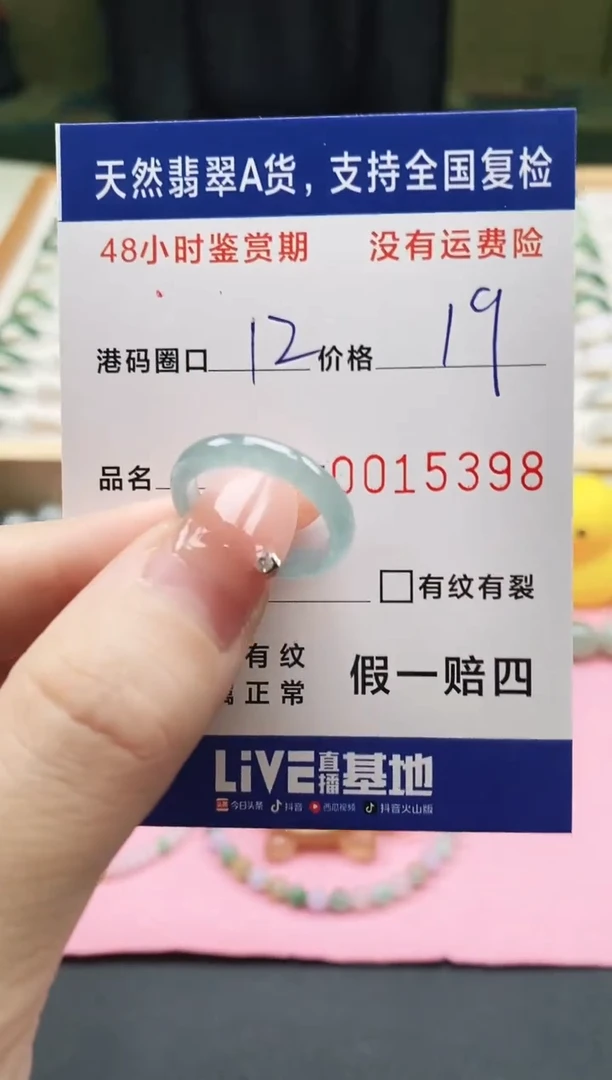 天然翡翠A货，支持全国复检
48小时鉴赏期 没有运费险
港码圈口 12 价格 19
品名 0015398
有纹有裂
有纹
正常
假一赔四
LiVE直播基地
今日头条 抖音 西瓜视频 抖音火山版